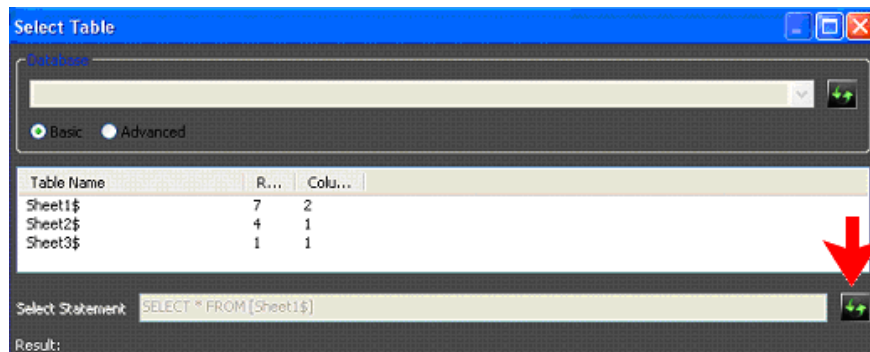 Select Table
Database
Basic Advanced
Table Name R... Colu...
Sheet1$ 7 2
Sheet2$ 4 1
Sheet3$ 1 1
Select Statement SELECT * FROM [Sheet1$]
Result: